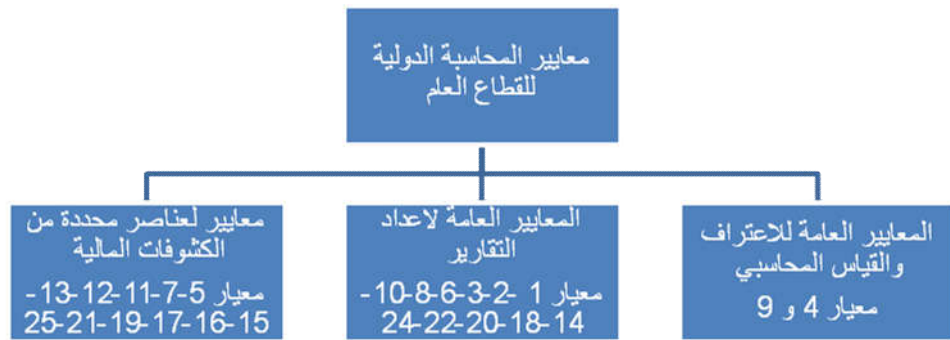 معايير المحاسبة الدولية
للقطاع العام
المعايير العامة للاعتراف
والقياس المحاسبي
معيار 4 و 9
المعايير العامة لاعداد
التقارير
معيار 1 -2-3-6-8-10-
14-18-20-22-24
معايير لعناصر محددة من
الكشوفات المالية
معيار 5-7-11-12-13-
15-16-17-19-21-25